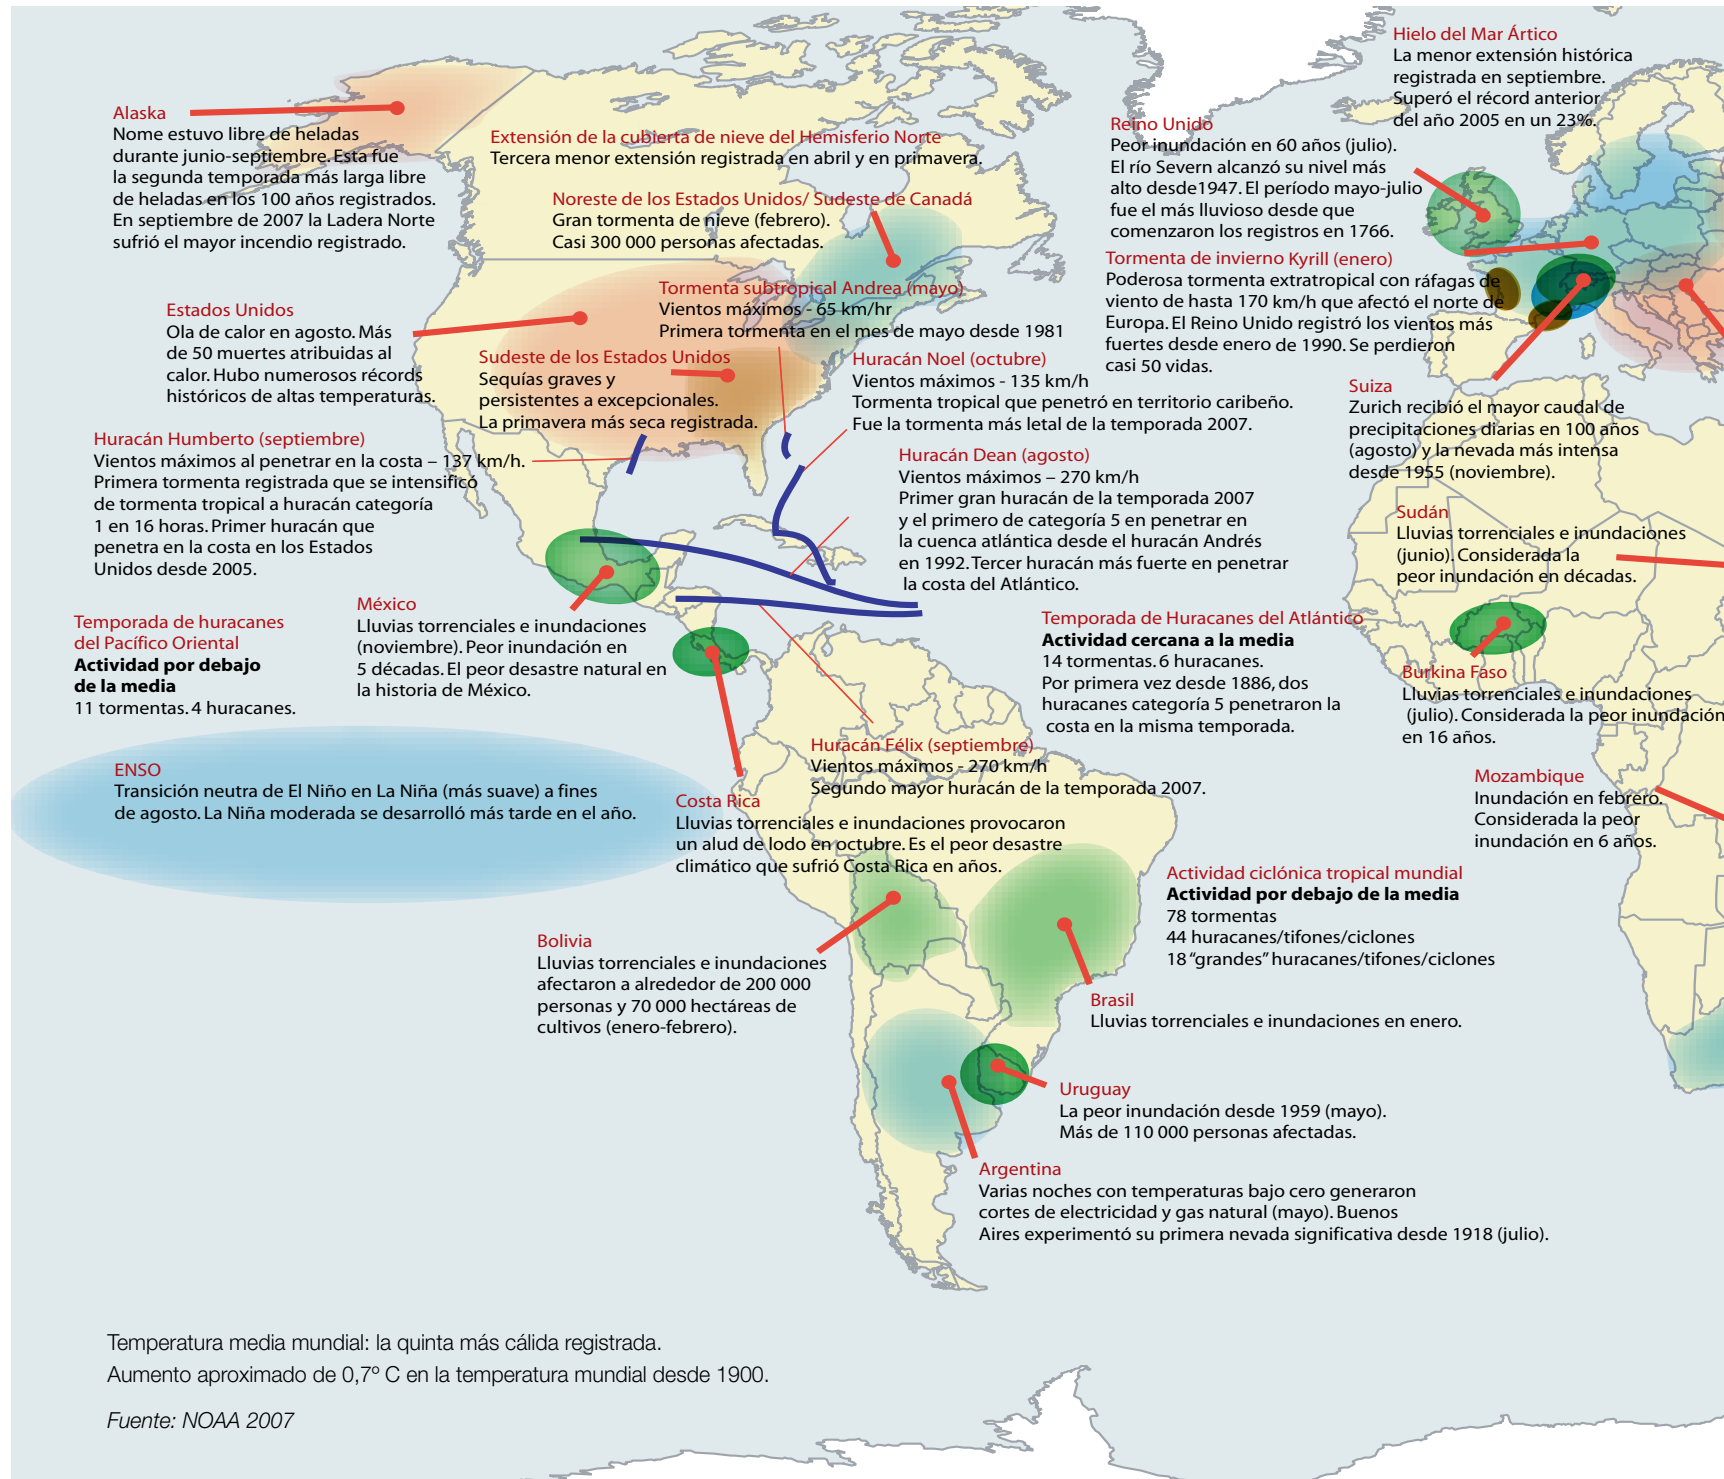 Hielo del Mar Ártico
La menor extensión histórica
registrada en septiembre.
Superó el récord anterior
del año 2005 en un 23%.
Alaska
Nome estuvo libre de heladas
durante junio-septiembre. Esta fue
la segunda temporada más larga libre
de heladas en los 100 años registrados.
En septiembre de 2007 la Ladera Norte
sufrió el mayor incendio registrado.
Extensión de la cubierta de nieve del Hemisferio Norte
Tercera menor extensión registrada en abril y en primavera.
Reino Unido
Peor inundación en 60 años (julio).
El río Severn alcanzó su nivel más
alto desde1947. El período mayo-julio
fue el más lluvioso desde que
comenzaron los registros en 1766.
Noreste de los Estados Unidos/ Sudeste de Canadá
Gran tormenta de nieve (febrero).
Casi 300 000 personas afectadas.
Tormenta de invierno Kyrill (enero)
Poderosa tormenta extratropical con ráfagas de
viento de hasta 170 km/h que afectó el norte de
Europa. El Reino Unido registró los vientos más
fuertes desde enero de 1990. Se perdieron
casi 50 vidas.
Tormenta subtropical Andrea (mayo)
Vientos máximos - 65 km/hr
Primera tormenta en el mes de mayo desde 1981
Estados Unidos
Ola de calor en agosto. Más
de 50 muertes atribuidas al
calor. Hubo numerosos récords
históricos de altas temperaturas.
Sudeste de los Estados Unidos
Sequías graves y
persistentes a excepcionales.
La primavera más seca registrada.
Huracán Noel (octubre)
Vientos máximos - 135 km/h
Tormenta tropical que penetró en territorio caribeño.
Fue la tormenta más letal de la temporada 2007.
Suiza
Zurich recibió el mayor caudal de
precipitaciones diarias en 100 años
(agosto) y la nevada más intensa
desde 1955 (noviembre).
Huracán Humberto (septiembre)
Vientos máximos al penetrar en la costa – 137 km/h.
Primera tormenta registrada que se intensificó
de tormenta tropical a huracán categoría
1 en 16 horas. Primer huracán que
penetra en la costa en los Estados
Unidos desde 2005.
Huracán Dean (agosto)
Vientos máximos – 270 km/h
Primer gran huracán de la temporada 2007
y el primero de categoría 5 en penetrar en
la cuenca atlántica desde el huracán Andrés
en 1992. Tercer huracán más fuerte en penetrar
la costa del Atlántico.
Sudán
Lluvias torrenciales e inundaciones
(junio). Considerada la
peor inundación en décadas.
Temporada de huracanes
del Pacífico Oriental
Actividad por debajo
de la media
11 tormentas. 4 huracanes.
México
Lluvias torrenciales e inundaciones
(noviembre). Peor inundación en
5 décadas. El peor desastre natural en
la historia de México.
Temporada de Huracanes del Atlántico
Actividad cercana a la media
14 tormentas. 6 huracanes.
Por primera vez desde 1886, dos
huracanes categoría 5 penetraron la
costa en la misma temporada.
Burkina Faso
Lluvias torrenciales e inundaciones
(julio). Considerada la peor inundación
en 16 años.
Huracán Félix (septiembre)
Vientos máximos - 270 km/h
Segundo mayor huracán de la temporada 2007.
ENSO
Transición neutra de El Niño en La Niña (más suave) a fines
de agosto. La Niña moderada se desarrolló más tarde en el año.
Costa Rica
Lluvias torrenciales e inundaciones provocaron
un alud de lodo en octubre. Es el peor desastre
climático que sufrió Costa Rica en años.
Mozambique
Inundación en febrero.
Considerada la peor
inundación en 6 años.
Actividad ciclónica tropical mundial
Actividad por debajo de la media
78 tormentas
44 huracanes/tifones/ciclones
18 “grandes” huracanes/tifones/ciclones
Bolivia
Lluvias torrenciales e inundaciones
afectaron a alrededor de 200 000
personas y 70 000 hectáreas de
cultivos (enero-febrero).
Brasil
Lluvias torrenciales e inundaciones en enero.
Uruguay
La peor inundación desde 1959 (mayo).
Más de 110 000 personas afectadas.
Argentina
Varias noches con temperaturas bajo cero generaron
cortes de electricidad y gas natural (mayo). Buenos
Aires experimentó su primera nevada significativa desde 1918 (julio).
Temperatura media mundial: la quinta más cálida registrada.
Aumento aproximado de 0,7º C en la temperatura mundial desde 1900.
Fuente: NOAA 2007